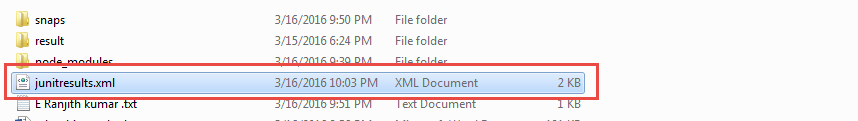 snaps 3/16/2016 9:50 PM File folder
result 3/15/2016 6:24 PM File folder
node_modules 3/16/2016 9:39 PM File folder
junitresults.xml 3/16/2016 10:03 PM XML Document 2 KB
E Ranjith kumar .txt 3/16/2016 9:51 PM Text Document 1 KB